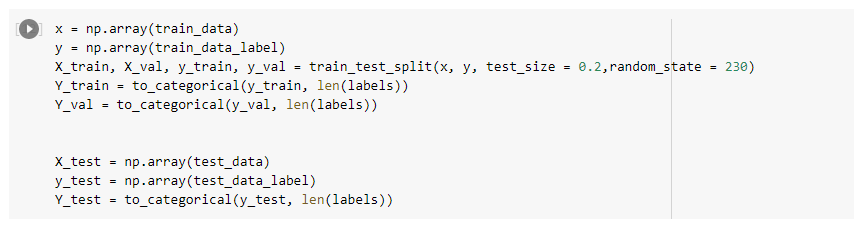 x = np.array(train_data)
y = np.array(train_data_label)
X_train, X_val, y_train, y_val = train_test_split(x, y, test_size = 0.2,random_state = 230)
Y_train = to_categorical(y_train, len(labels))
Y_val = to_categorical(y_val, len(labels))
X_test = np.array(test_data)
y_test = np.array(test_data_label)
Y_test = to_categorical(y_test, len(labels))